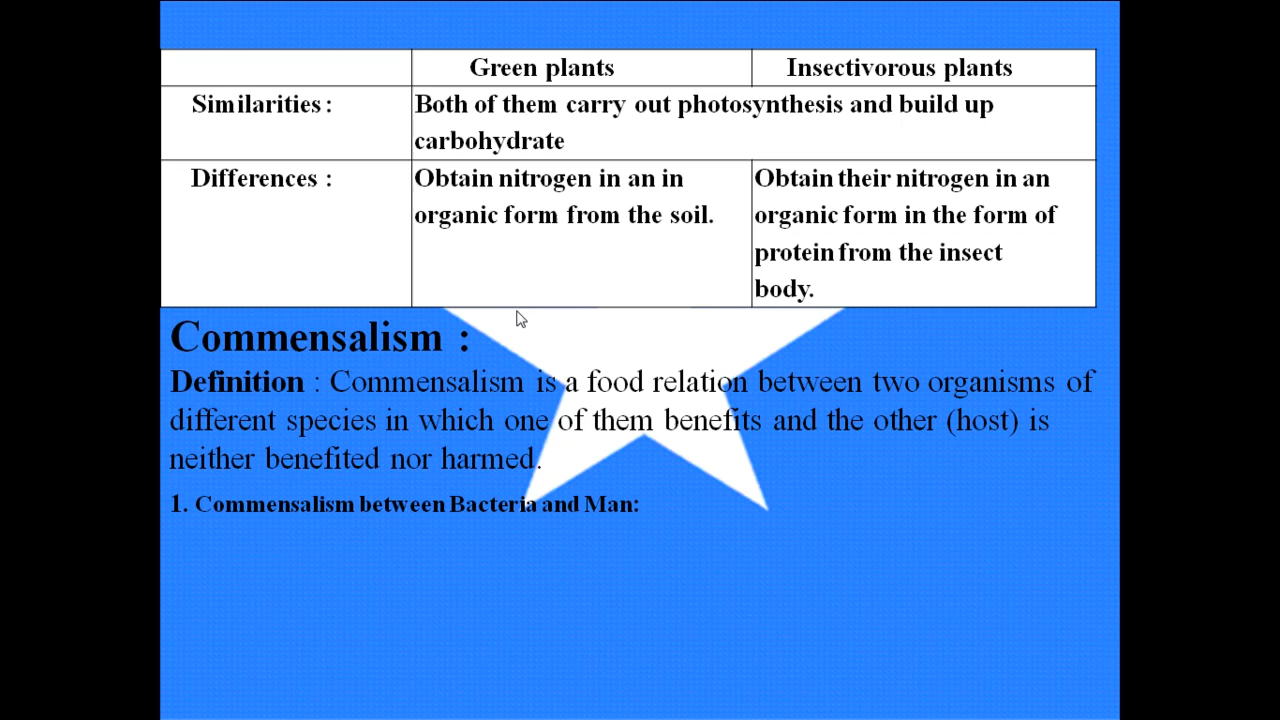 Green plants
Insectivorous plants
Similarities :
Both of them carry out photosynthesis and build up
carbohydrate
Differences :
Obtain nitrogen in an in
organic form from the soil.
Obtain their nitrogen in an
organic form in the form of
protein from the insect
body.
Commensalism :
Definition : Commensalism is a food relation between two organisms of
different species in which one of them benefits and the other (host) is
neither benefited nor harmed.
1. Commensalism between Bacteria and Man: